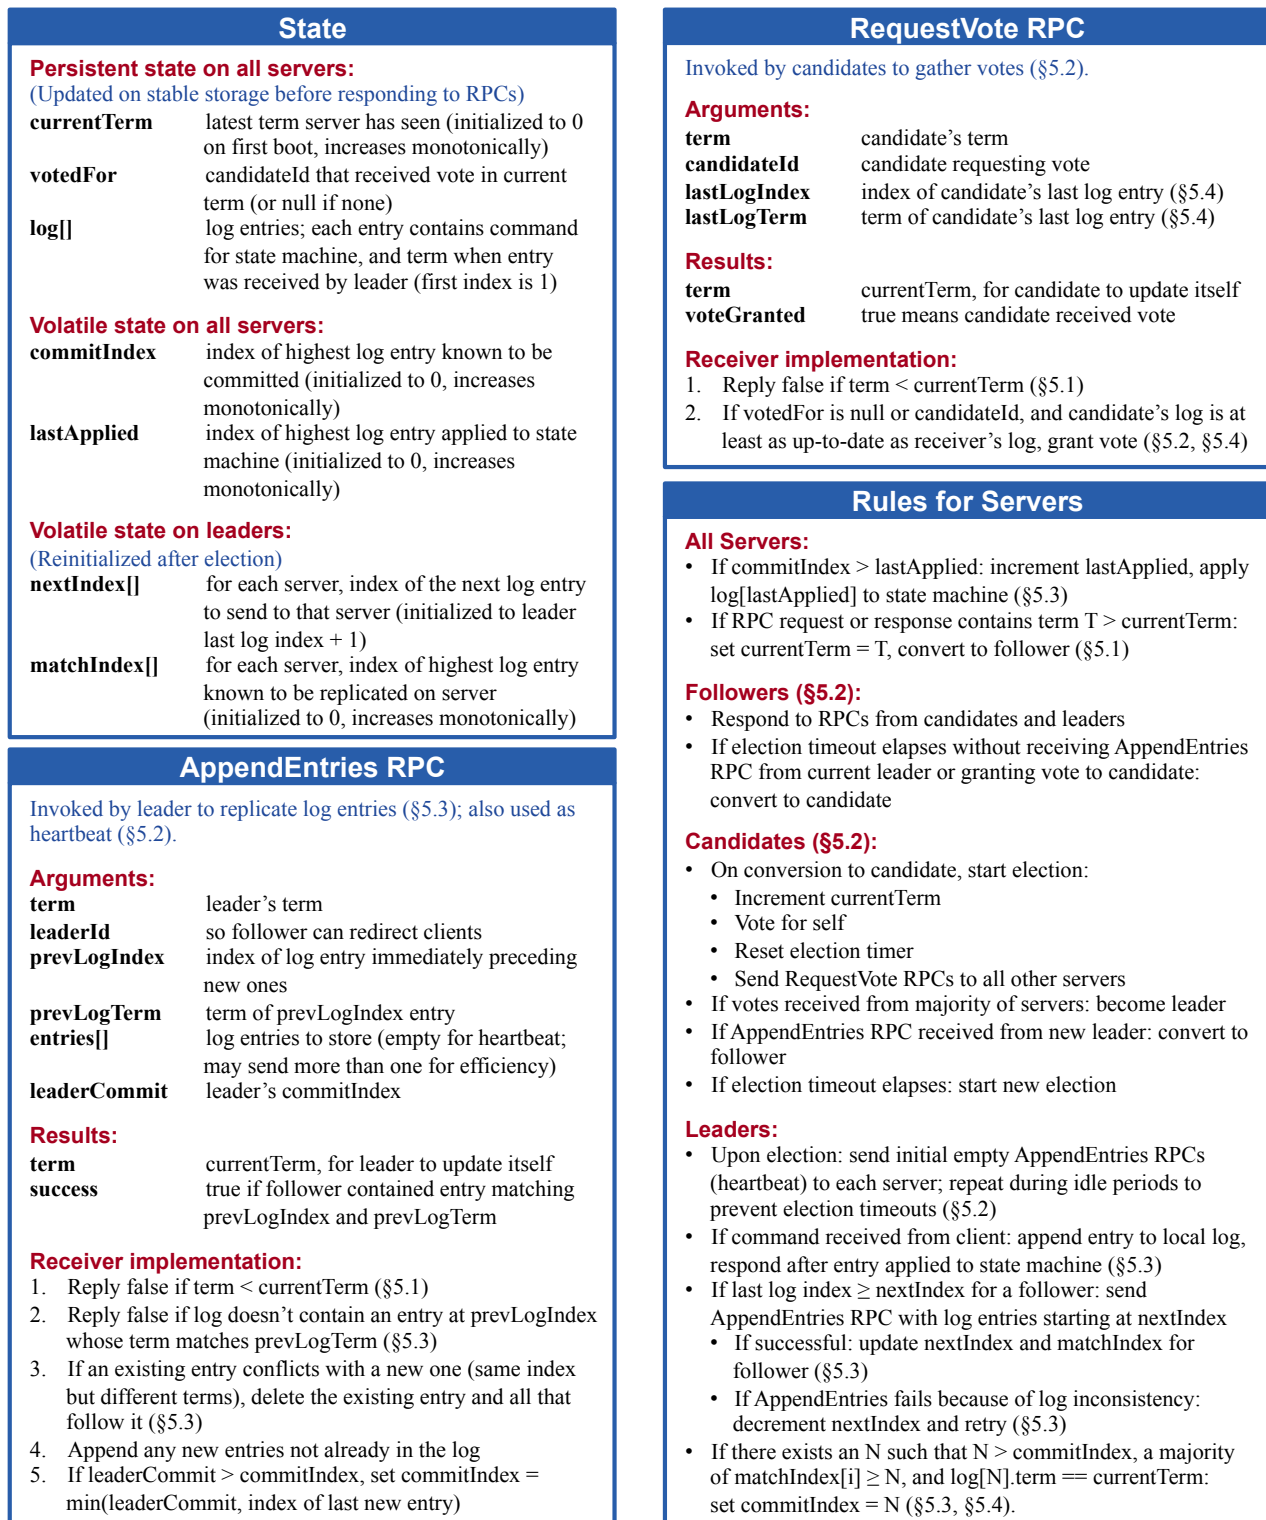 State
Persistent state on all servers:
(Updated on stable storage before responding to RPCs)
currentTerm latest term server has seen (initialized to 0
on first boot, increases monotonically)
votedFor candidateId that received vote in current
term (or null if none)
log[] log entries; each entry contains command
for state machine, and term when entry
was received by leader (first index is 1)
Volatile state on all servers:
commitIndex index of highest log entry known to be
committed (initialized to 0, increases
monotonically)
lastApplied index of highest log entry applied to state
machine (initialized to 0, increases
monotonically)
Volatile state on leaders:
(Reinitialized after election)
nextIndex[] for each server, index of the next log entry
to send to that server (initialized to leader
last log index + 1)
matchIndex[] for each server, index of highest log entry
known to be replicated on server
(initialized to 0, increases monotonically)
AppendEntries RPC
Invoked by leader to replicate log entries (§5.3); also used as
heartbeat (§5.2).
Arguments:
term leader’s term
leaderId so follower can redirect clients
prevLogIndex index of log entry immediately preceding
new ones
prevLogTerm term of prevLogIndex entry
entries[] log entries to store (empty for heartbeat;
may send more than one for efficiency)
leaderCommit leader’s commitIndex
Results:
term currentTerm, for leader to update itself
success true if follower contained entry matching
prevLogIndex and prevLogTerm
Receiver implementation:
1. Reply false if term < currentTerm (§5.1)
2. Reply false if log doesn’t contain an entry at prevLogIndex
whose term matches prevLogTerm (§5.3)
3. If an existing entry conflicts with a new one (same index
but different terms), delete the existing entry and all that
follow it (§5.3)
4. Append any new entries not already in the log
5. If leaderCommit > commitIndex, set commitIndex =
min(leaderCommit, index of last new entry)
RequestVote RPC
Invoked by candidates to gather votes (§5.2).
Arguments:
term candidate’s term
candidateId candidate requesting vote
lastLogIndex index of candidate’s last log entry (§5.4)
lastLogTerm term of candidate’s last log entry (§5.4)
Results:
term currentTerm, for candidate to update itself
voteGranted true means candidate received vote
Receiver implementation:
1. Reply false if term < currentTerm (§5.1)
2. If votedFor is null or candidateId, and candidate’s log is at
least as up-to-date as receiver’s log, grant vote (§5.2, §5.4)
Rules for Servers
All Servers:
• If commitIndex > lastApplied: increment lastApplied, apply
log[lastApplied] to state machine (§5.3)
• If RPC request or response contains term T > currentTerm:
set currentTerm = T, convert to follower (§5.1)
Followers (§5.2):
• Respond to RPCs from candidates and leaders
• If election timeout elapses without receiving AppendEntries
RPC from current leader or granting vote to candidate:
convert to candidate
Candidates (§5.2):
• On conversion to candidate, start election:
• Increment currentTerm
• Vote for self
• Reset election timer
• Send RequestVote RPCs to all other servers
• If votes received from majority of servers: become leader
• If AppendEntries RPC received from new leader: convert to
follower
• If election timeout elapses: start new election
Leaders:
• Upon election: send initial empty AppendEntries RPCs
(heartbeat) to each server; repeat during idle periods to
prevent election timeouts (§5.2)
• If command received from client: append entry to local log,
respond after entry applied to state machine (§5.3)
• If last log index ≥ nextIndex for a follower: send
AppendEntries RPC with log entries starting at nextIndex
• If successful: update nextIndex and matchIndex for
follower (§5.3)
• If AppendEntries fails because of log inconsistency:
decrement nextIndex and retry (§5.3)
• If there exists an N such that N > commitIndex, a majority
of matchIndex[i] ≥ N, and log[N].term == currentTerm:
set commitIndex = N (§5.3, §5.4).